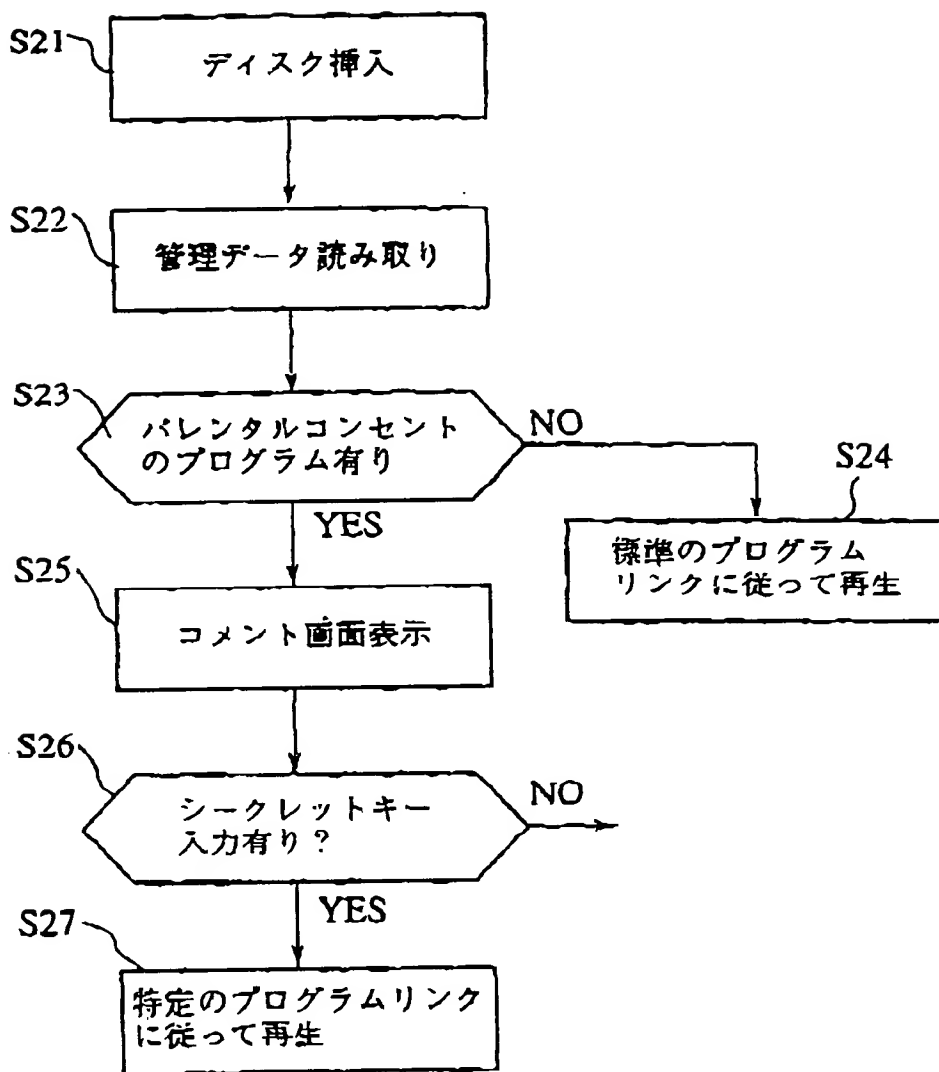 S21
ディスク挿入
S22
管理データ読み取り
S23
パレンタルコンセント
のプログラム有り
NO
S24
標準のプログラム
リンクに従って再生
YES
S25
コメント画面表示
S26
シークレットキー
入力有り?
NO
YES
S27
特定のプログラムリンク
に従って再生